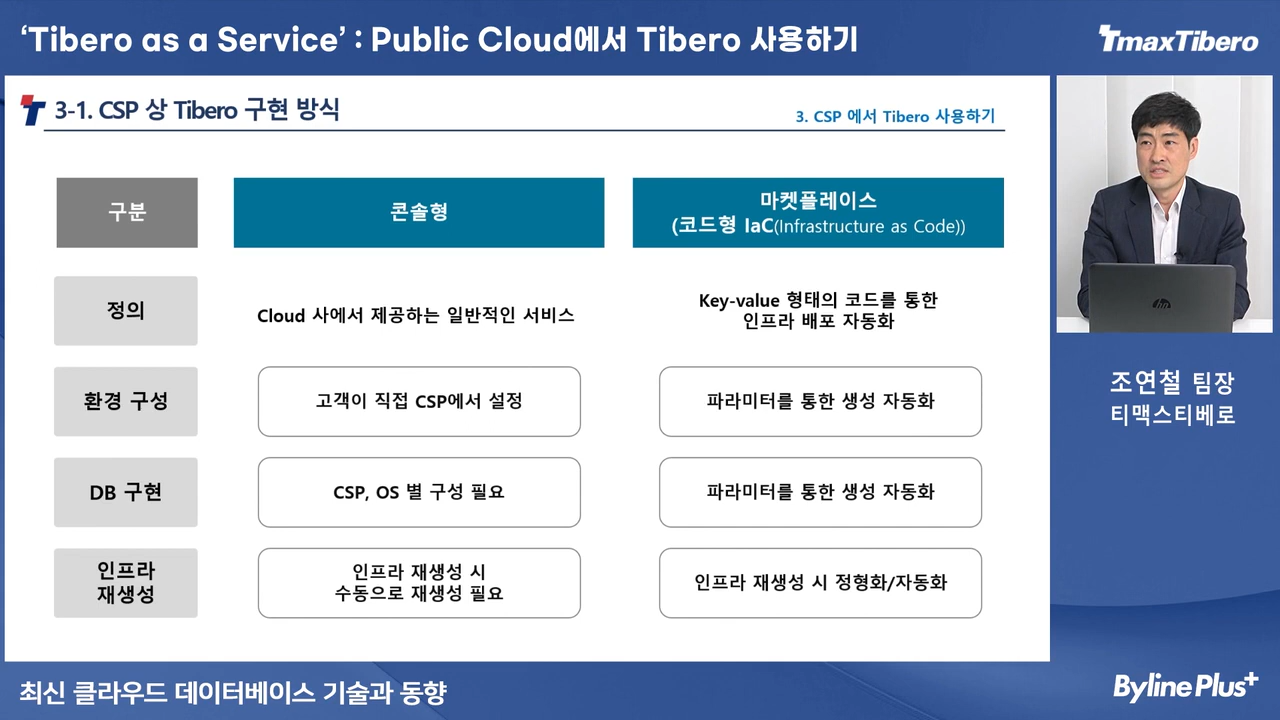 ‘Tibero as a Service’ : Public Cloud에서 Tibero 사용하기
TmaxTibero
3-1. CSP 상 Tibero 구현 방식
3. CSP 에서 Tibero 사용하기
구분
콘솔형
마켓플레이스
(코드형 IaC(Infrastructure as Code))
정의
Cloud 사에서 제공하는 일반적인 서비스
Key-value 형태의 코드를 통한
인프라 배포 자동화
환경 구성
고객이 직접 CSP에서 설정
파라미터를 통한 생성 자동화
DB 구현
CSP, OS 별 구성 필요
파라미터를 통한 생성 자동화
인프라
재생성
인프라 재생성 시
수동으로 재생성 필요
인프라 재생성 시 정형화/자동화
hp
조연철 팀장
티맥스티베로
최신 클라우드 데이터베이스 기술과 동향
Byline Plus+